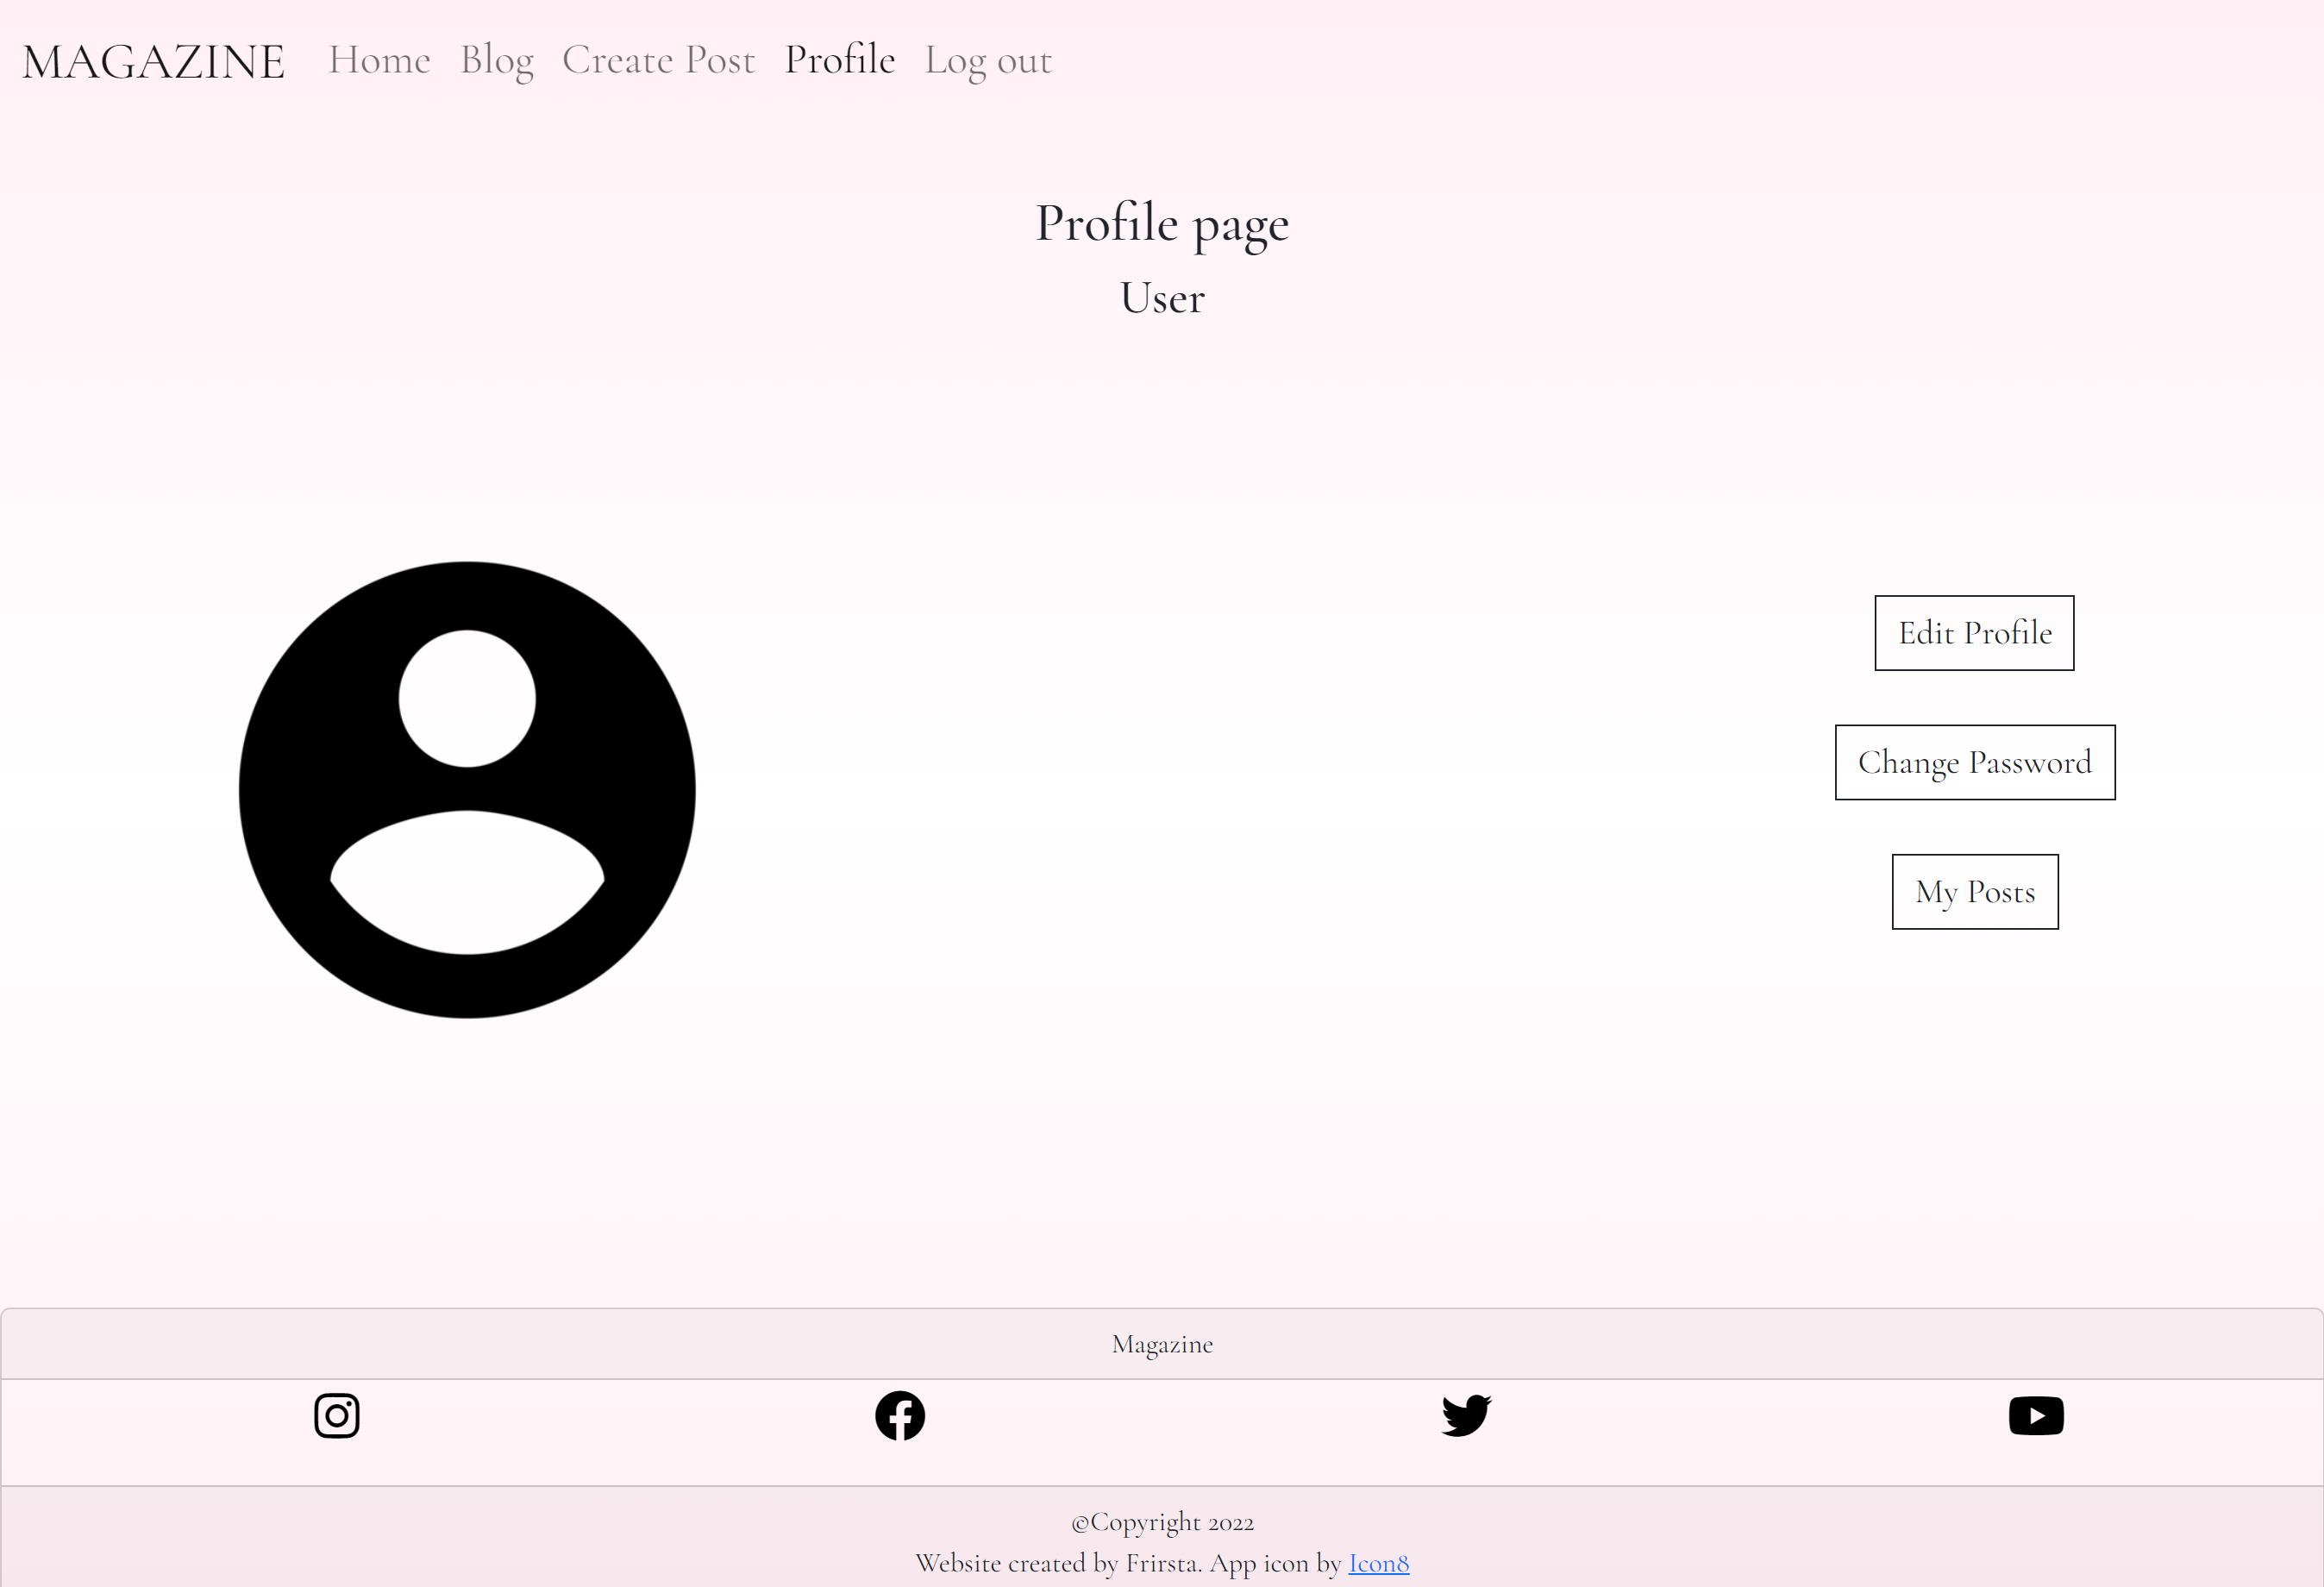 MAGAZINE Home Blog Create Post Profile Log out
Profile page
User
Edit Profile
Change Password
My Posts
Magazine
©Copyright 2022
Website created by Frirsta. App icon by Icon8